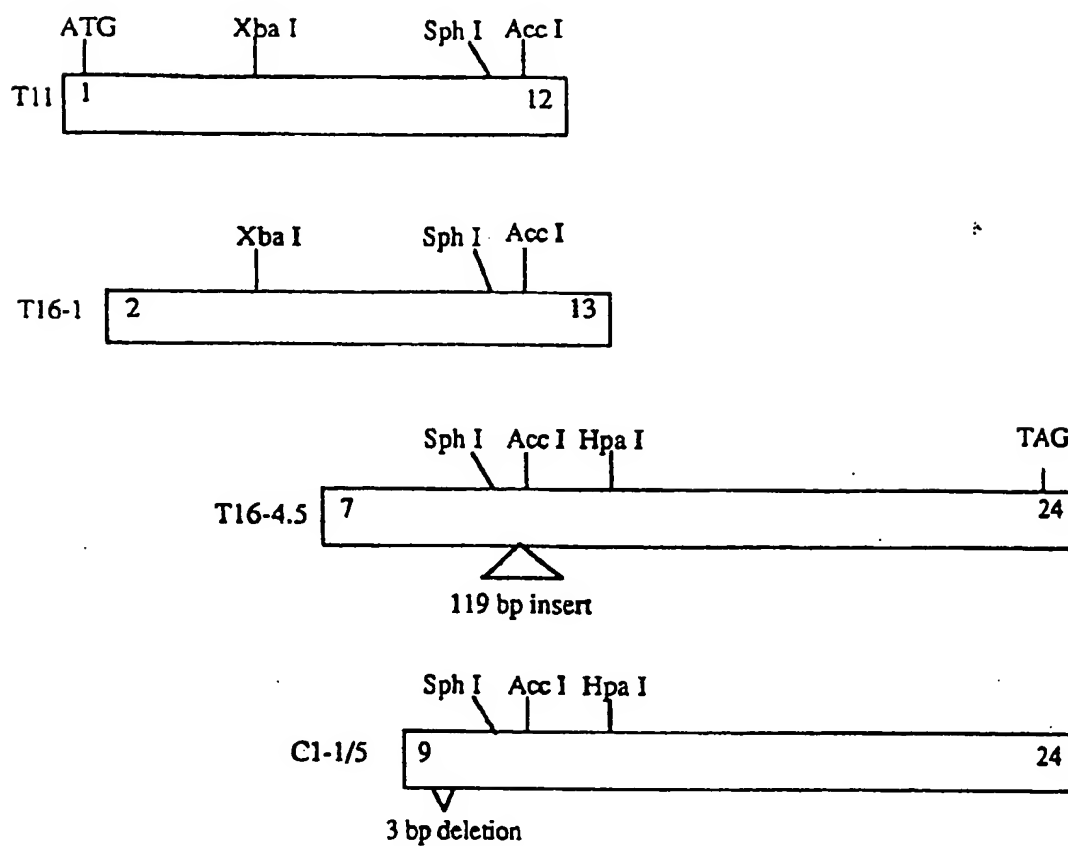 ATG Xba I Sph I Acc I
T11 1 12
Xba I Sph I Acc I
T16-1 2 13
Sph I Acc I Hpa I TAG
T16-4.5 7 24
119 bp insert
Sph I Acc I Hpa I
C1-1/5 9 24
3 bp deletion